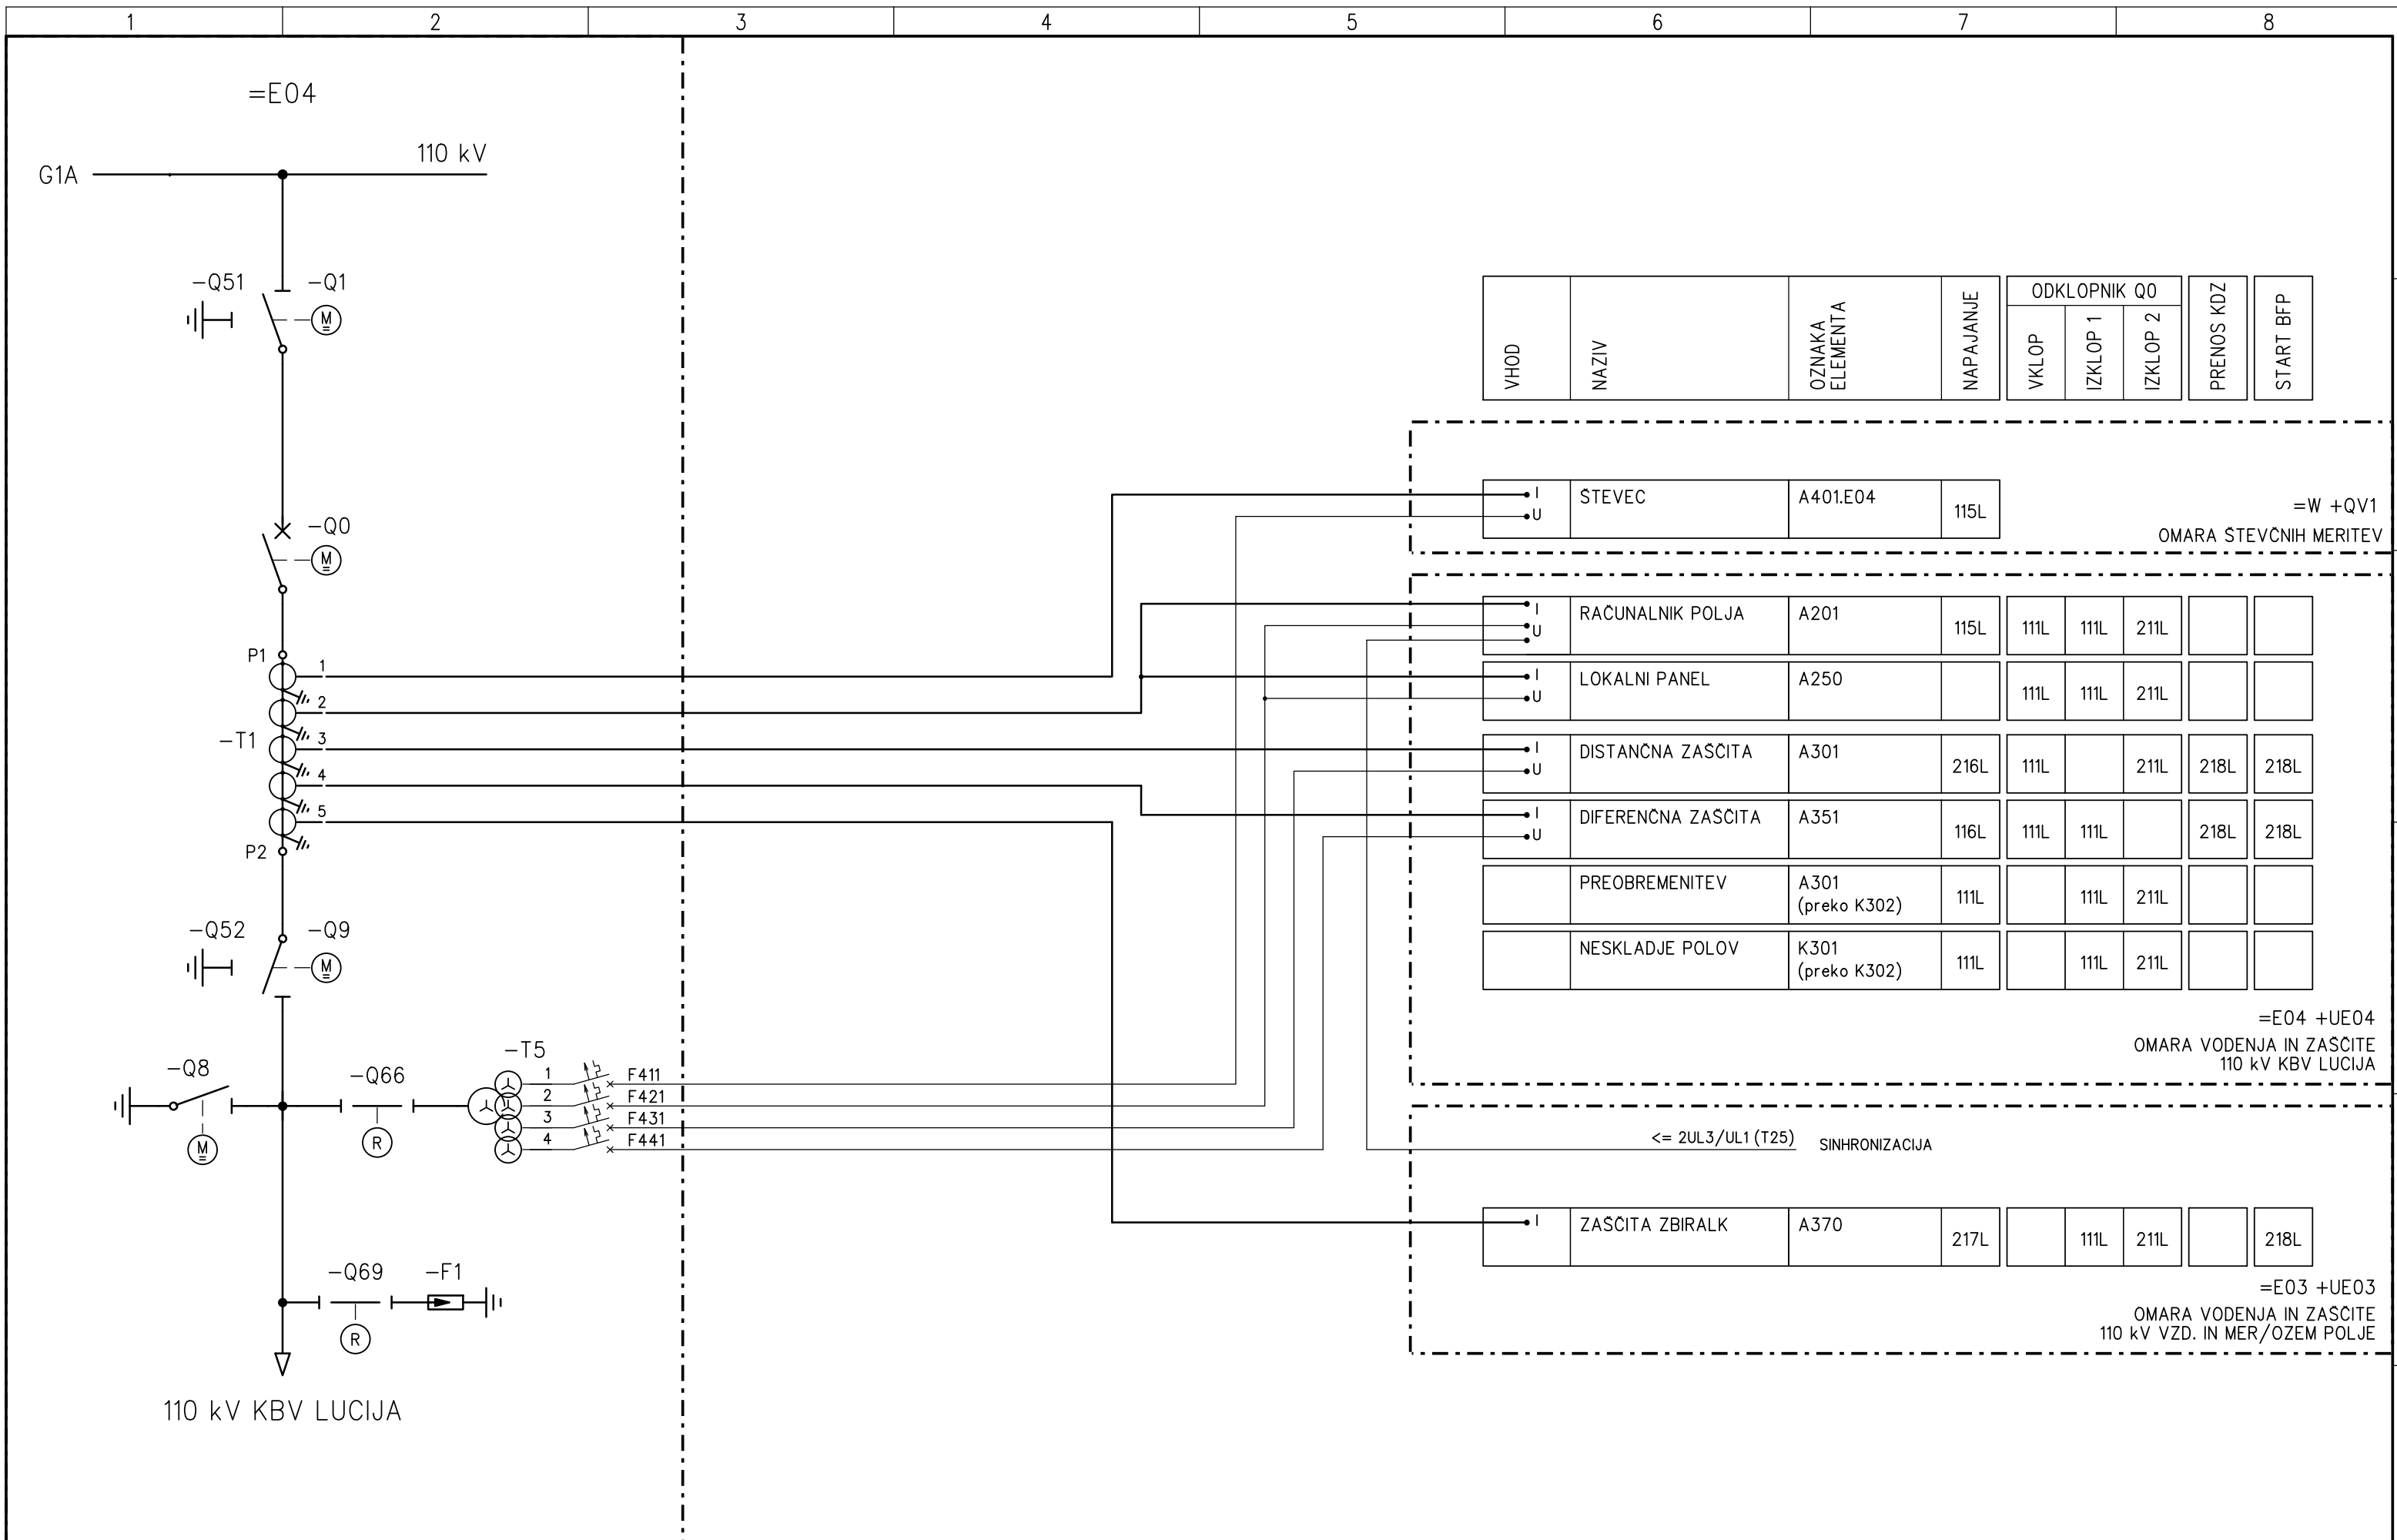 1 2 3 4 5 6 7 8
=E04
110 kV
G1A
-Q51 -Q1
M
-Q0
M
P1
1
2
-T1 3
4
5
P2
-Q52 -Q9
M
-Q8
M
-Q66
R
-T5
1 F411
2 F421
3 F431
4 F441
-Q69 -F1
R
110 kV KBV LUCIJA
VHOD
NAZIV
OZNAKA
ELEMENTA
NAPAJANJE
ODKLOPNIK Q0
VKLOP
IZKLOP 1
IZKLOP 2
PRENOS KDZ
START BFP
I ŠTEVEC A401.E04 115L
U
=W +QV1
OMARA ŠTEVČNIH MERITEV
I RAČUNALNIK POLJA A201 115L 111L 111L 211L
U
I LOKALNI PANEL A250 111L 111L 211L
U
I DISTANČNA ZAŠČITA A301 216L 111L 211L 218L 218L
U
I DIFERENČNA ZAŠČITA A351 116L 111L 111L 218L 218L
U
PREOBREMENITEV A301 111L 111L 211L
(preko K302)
NESKLADJE POLOV K301 111L 111L 211L
(preko K302)
=E04 +UE04
OMARA VODENJA IN ZAŠČITE
110 kV KBV LUCIJA
<= 2UL3/UL1 (T25) SINHRONIZACIJA
I ZAŠČITA ZBIRALK A370 217L 111L 211L 218L
=E03 +UE03
OMARA VODENJA IN ZAŠČITE
110 kV VZD. IN MER/OZEM POLJE